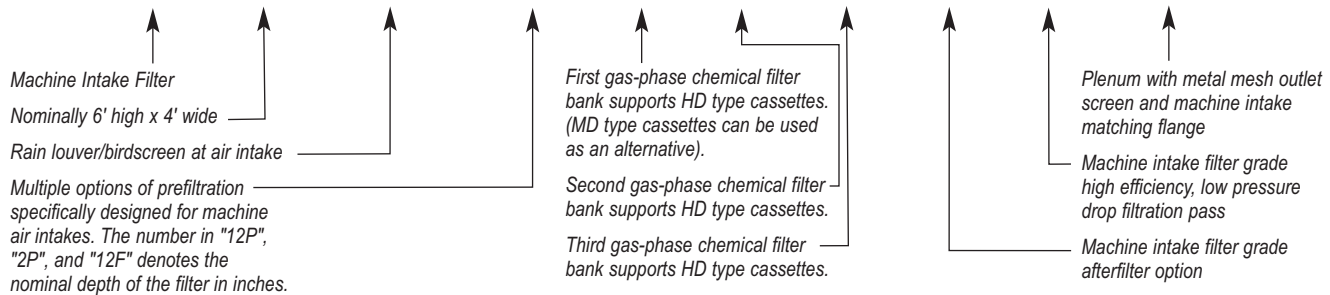 Machine Intake Filter
Nominally 6' high x 4' wide
Rain louver/birdscreen at air intake
Multiple options of prefiltration
specifically designed for machine
air intakes. The number in "12P",
"2P", and "12F" denotes the
nominal depth of the filter in inches.
First gas-phase chemical filter
bank supports HD type cassettes.
(MD type cassettes can be used
as an alternative).
Second gas-phase chemical filter
bank supports HD type cassettes.
Third gas-phase chemical filter
bank supports HD type cassettes.
Plenum with metal mesh outlet
screen and machine intake
matching flange
Machine intake filter grade
high efficiency, low pressure
drop filtration pass
Machine intake filter grade
afterfilter option